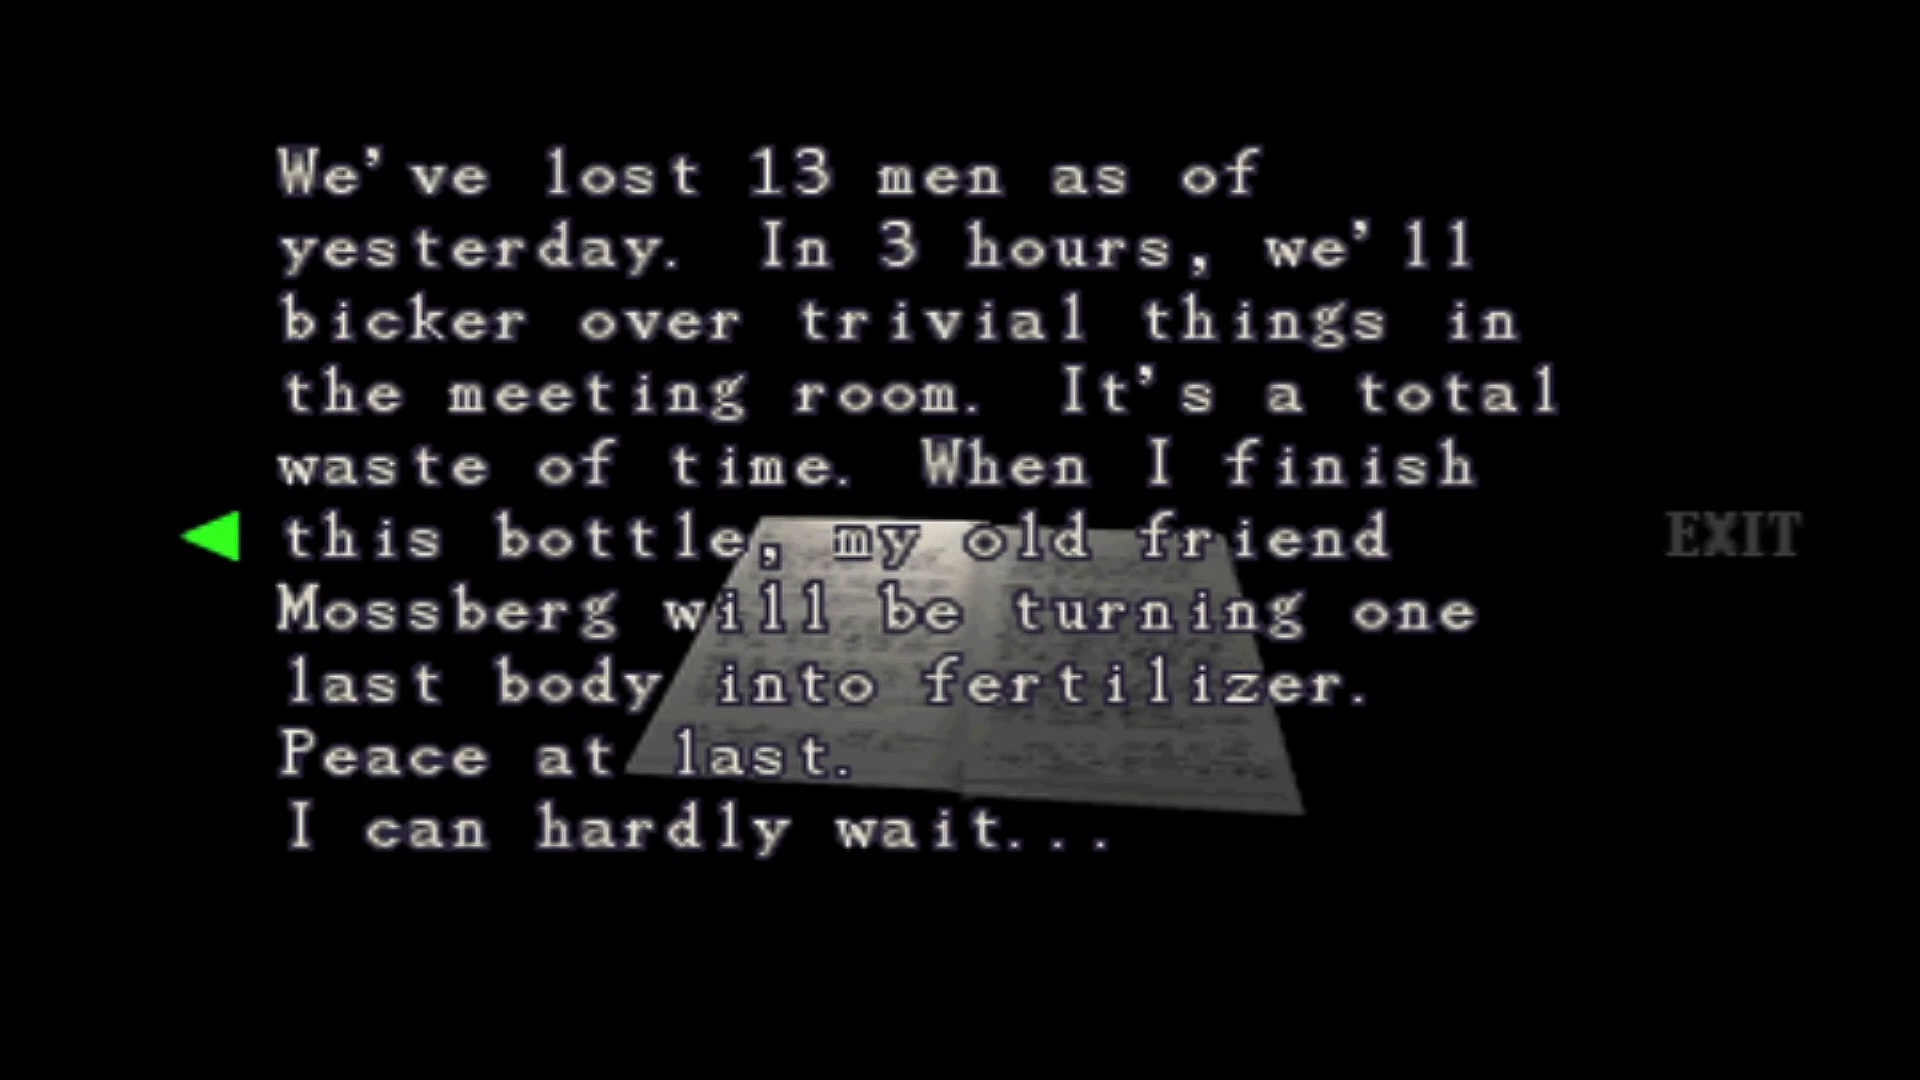 We've lost 13 men as of
yesterday. In 3 hours, we'll
bicker over trivial things in
the meeting room. It's a total
waste of time. When I finish
this bottle, my old friend
EXIT
Mossberg will be turning one
last body into fertilizer.
Peace at last.
I can hardly wait...